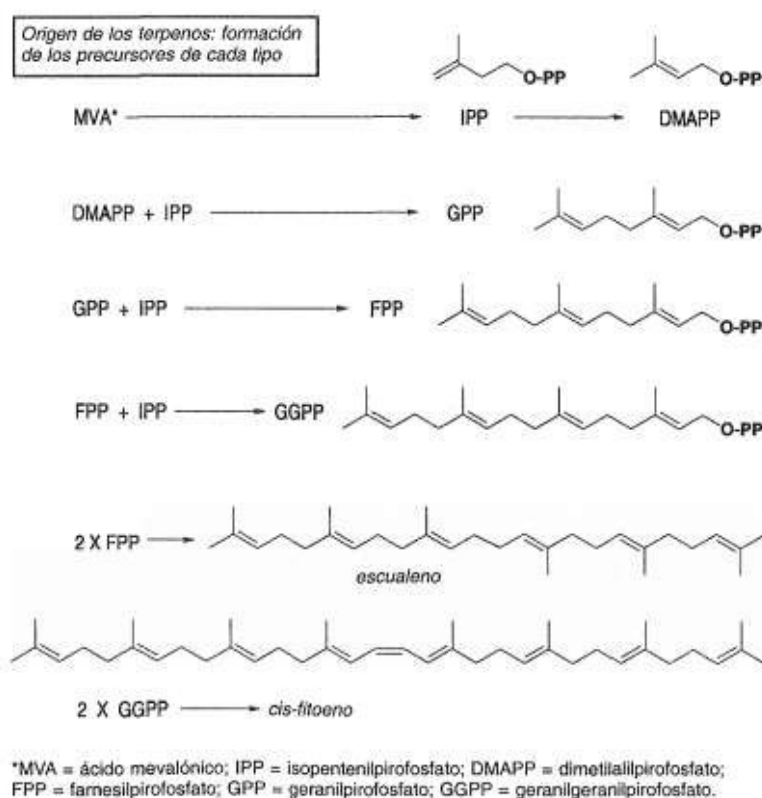 Origen de los terpenos: formación
de los precursores de cada tipo
O-PP O-PP
MVA* IPP DMAPP
DMAPP + IPP GPP
O-PP
GPP + IPP FPP
O-PP
FPP + IPP GGPP
O-PP
2 X FPP
escualeno
2 X GGPP cis-fitoeno
*MVA = ácido mevalónico; IPP = isopentenilpirofosfato; DMAPP = dimetilalilpirofosfato;
FPP = farnesilpirofosfato; GPP = geranilpirofosfato; GGPP = geranilgeranilpirofosfato.